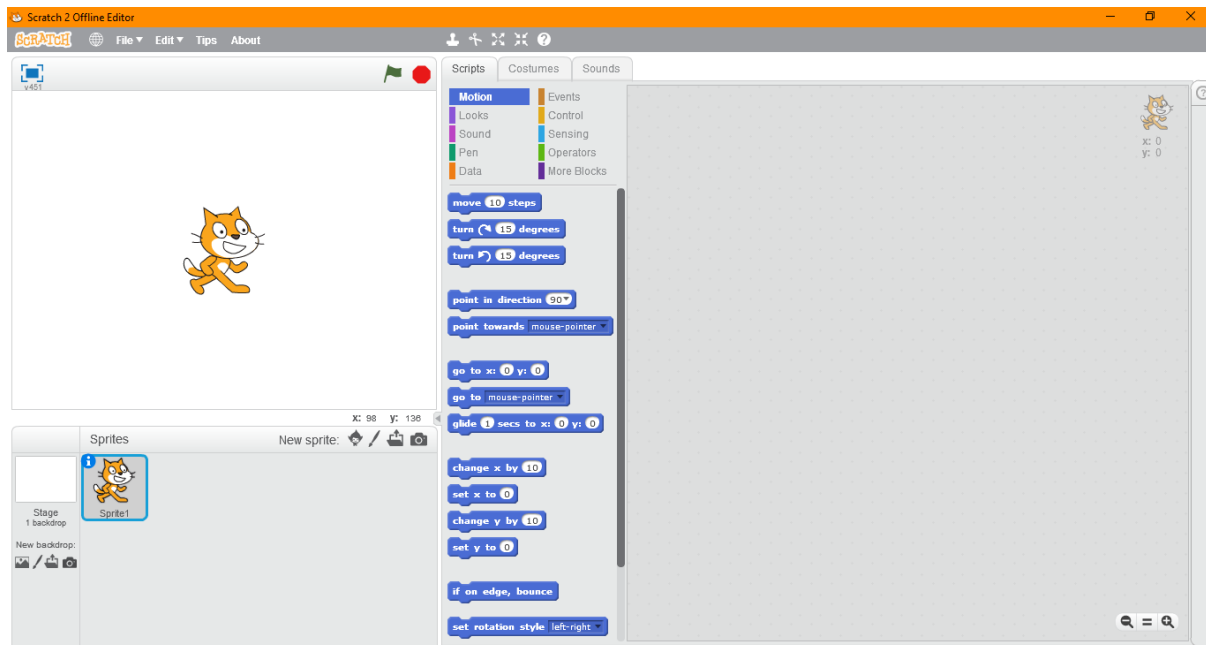 Scratch 2 Offline Editor
SCRATCH File Edit Tips About
v451
Scripts Costumes Sounds
Motion Events
Looks Control
Sound Sensing
Pen Operators
Data More Blocks
x: 0
y: 0
move 10 steps
turn 15 degrees
turn 15 degrees
point in direction 90
point towards mouse-pointer
go to x: 0 y: 0
go to mouse-pointer
glide 1 secs to x: 0 y: 0
change x by 10
set x to 0
change y by 10
set y to 0
if on edge, bounce
set rotation style left-right
X: 98 y: 136
Sprites New sprite:
Stage
1 backdrop
New backdrop:
Sprite1